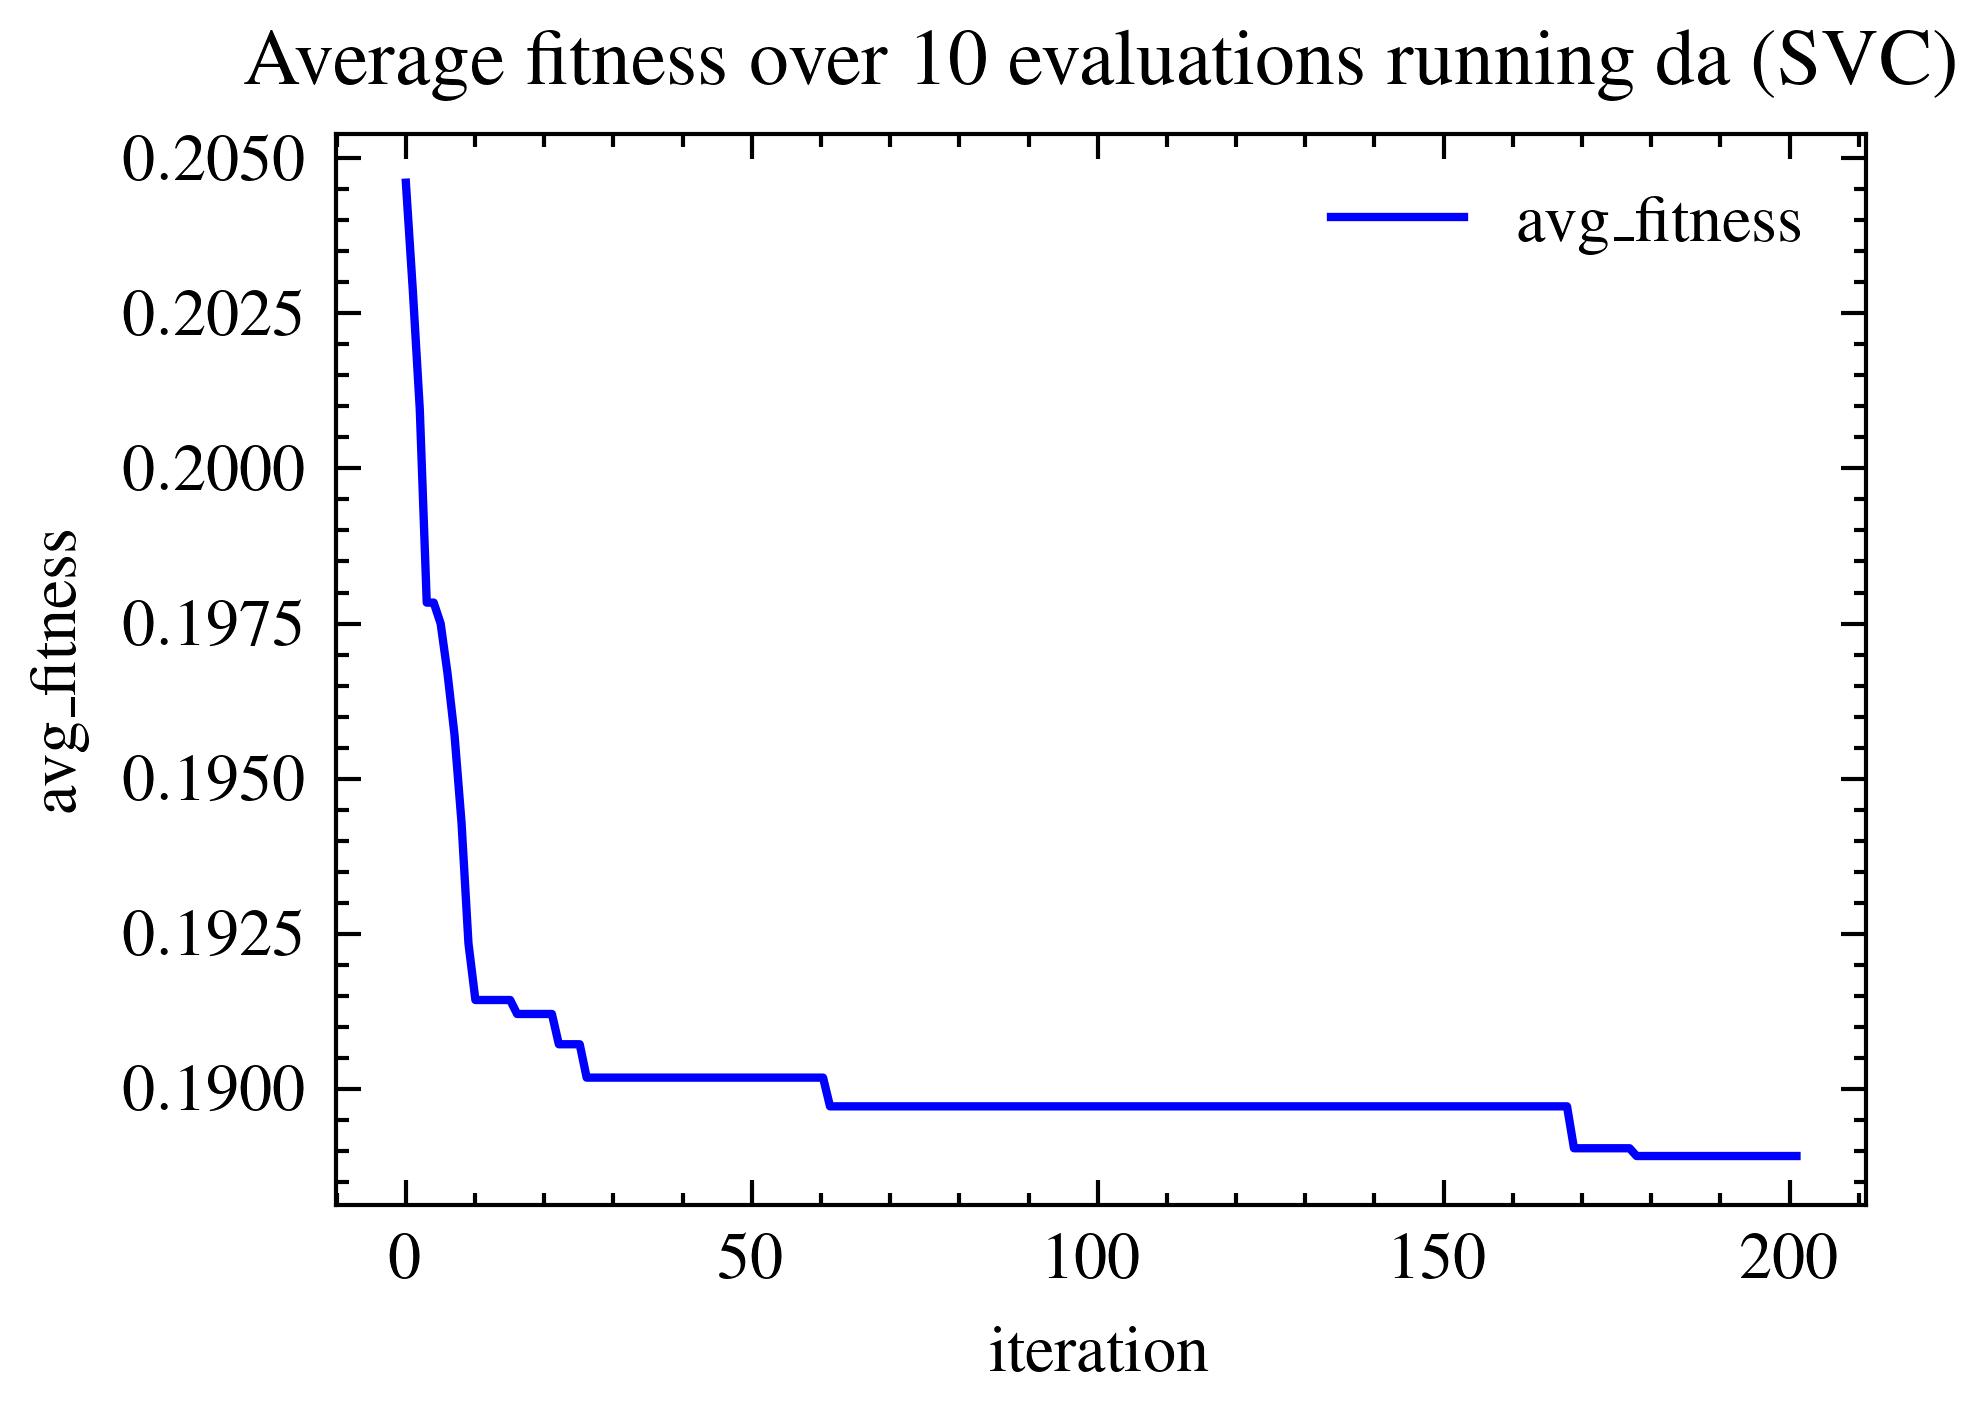 Average fitness over 10 evaluations running da (SVC)
avg_fitness
0.2050
0.2025
0.2000
0.1975
0.1950
0.1925
0.1900
avg_fitness
0 50 100 150 200
iteration